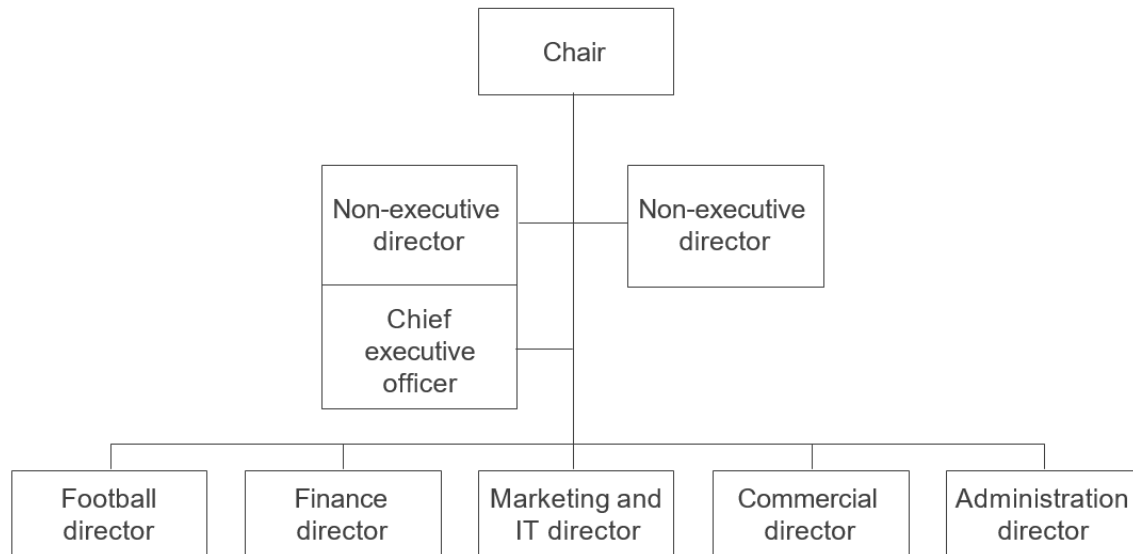 Chair
Non-executive
director
Non-executive
director
Chief
executive
officer
Football
director
Finance
director
Marketing and
IT director
Commercial
director
Administration
director